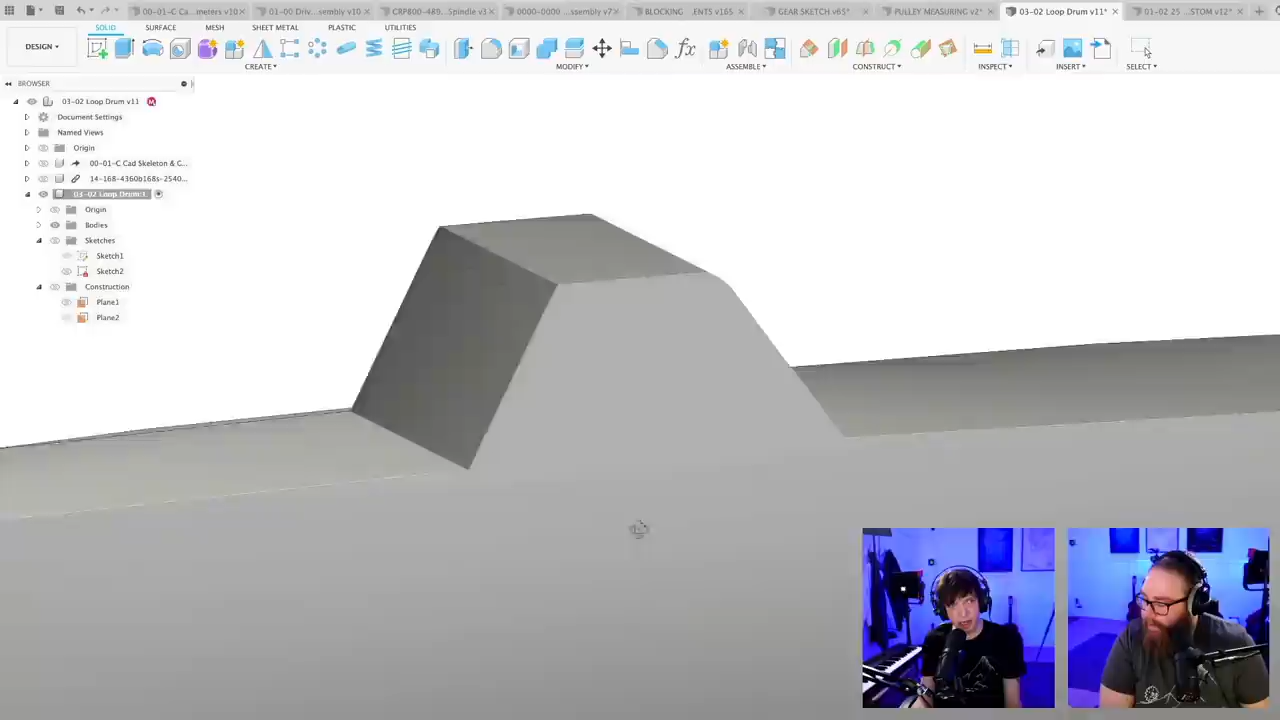 00-01-C Ca...meters v10
01-00 Driv...sembly v10
CRP800-48B...Spindle v3
0000-0000 ...ssembly v7
BLOCKING ...ENTS v165
GEAR SKETCH v65*
PULLEY MEASURING v2*
03-02 Loop Drum v11*
01-02 25 ...STOM v12*
SOLID
SURFACE
MESH
SHEET METAL
PLASTIC
UTILITIES
DESIGN
CREATE
MODIFY
ASSEMBLE
CONSTRUCT
INSPECT
INSERT
SELECT
BROWSER
03-02 Loop Drum v11
Document Settings
Named Views
Origin
00-01-C Cad Skeleton & C...
14-168-4360b168s-2540...
03-02 Loop Drum:1
Origin
Bodies
Sketches
Sketch1
Sketch2
Construction
Plane1
Plane2